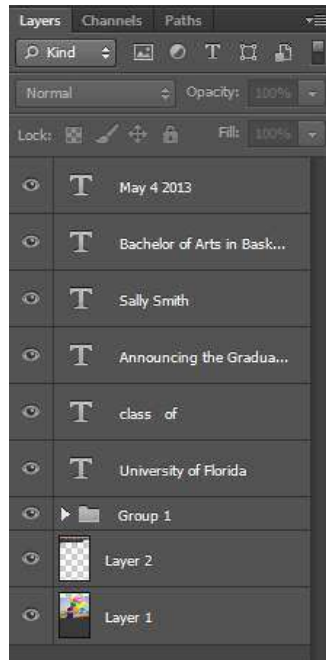 Layers Channels Paths
Kind T
Normal Opacity: 100%
Lock: Fill: 100%
T May 4 2013
T Bachelor of Arts in Bask...
T Sally Smith
T Announcing the Gradua...
T class of
T University of Florida
Group 1
Layer 2
Layer 1